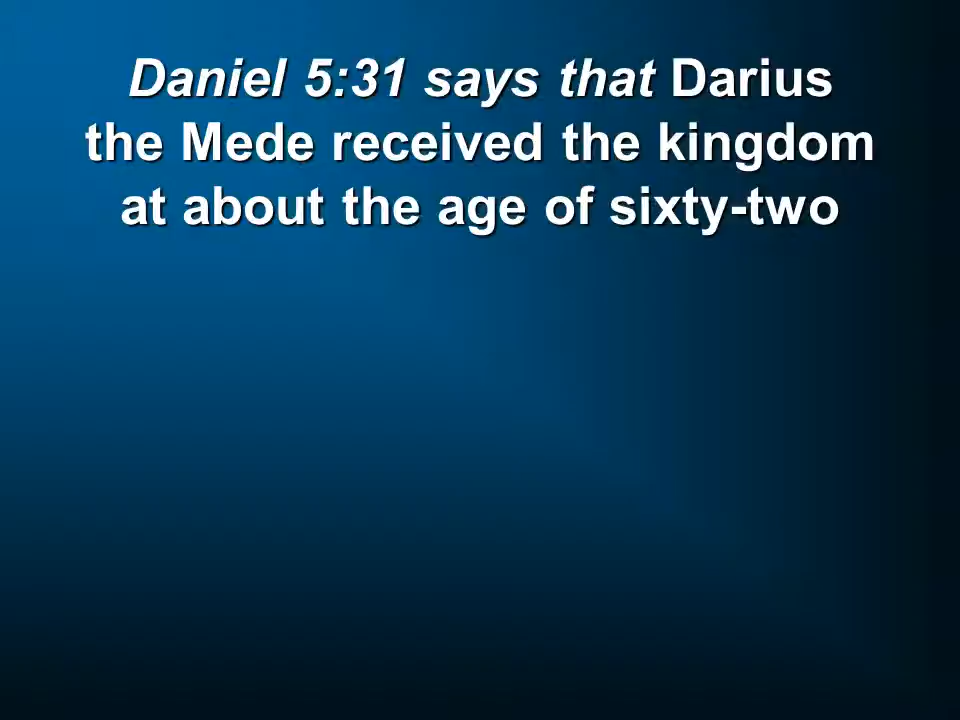 Daniel 5:31 says that Darius
the Mede received the kingdom
at about the age of sixty-two